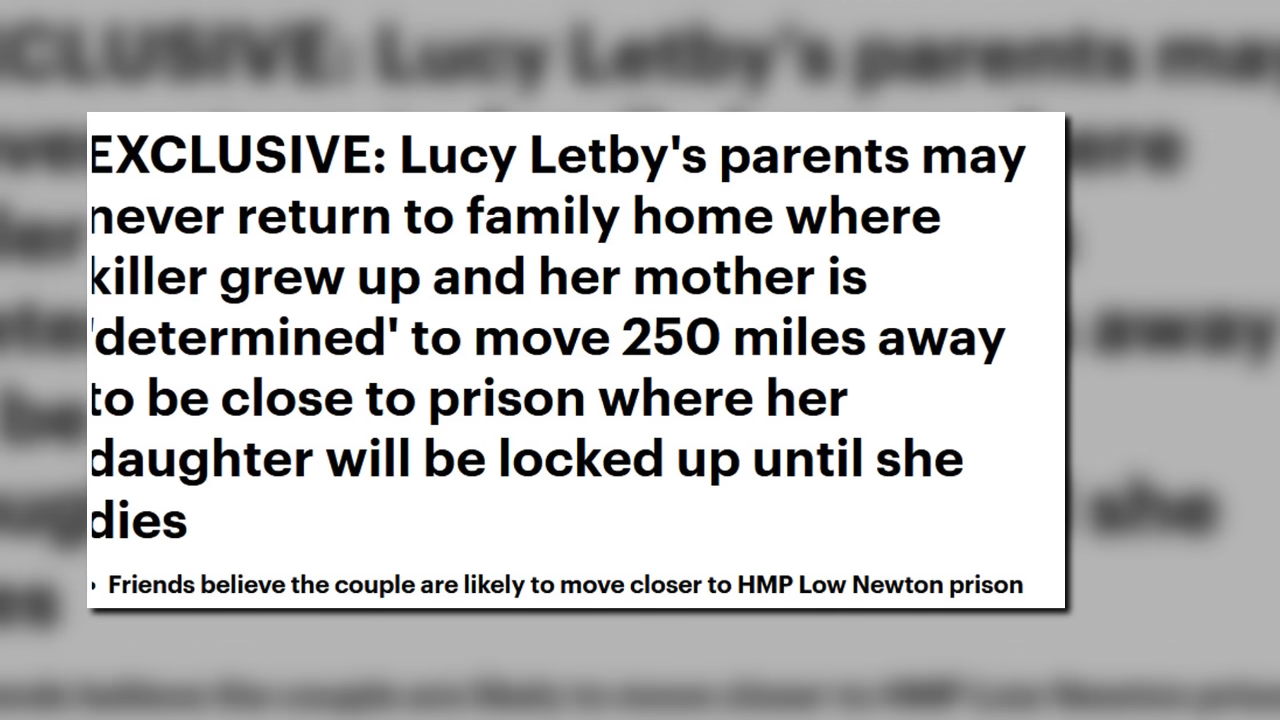 EXCLUSIVE: Lucy Letby's parents may
never return to family home where
killer grew up and her mother is
'determined' to move 250 miles away
to be close to prison where her
daughter will be locked up until she
dies
• Friends believe the couple are likely to move closer to HMP Low Newton prison